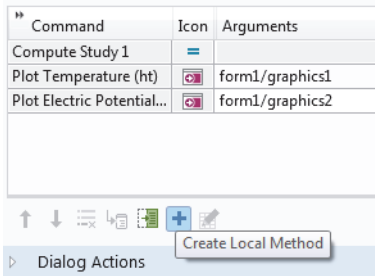 Command Icon Arguments
Compute Study 1
Plot Temperature (ht) form1/graphics1
Plot Electric Potential... form1/graphics2
Create Local Method
Dialog Actions